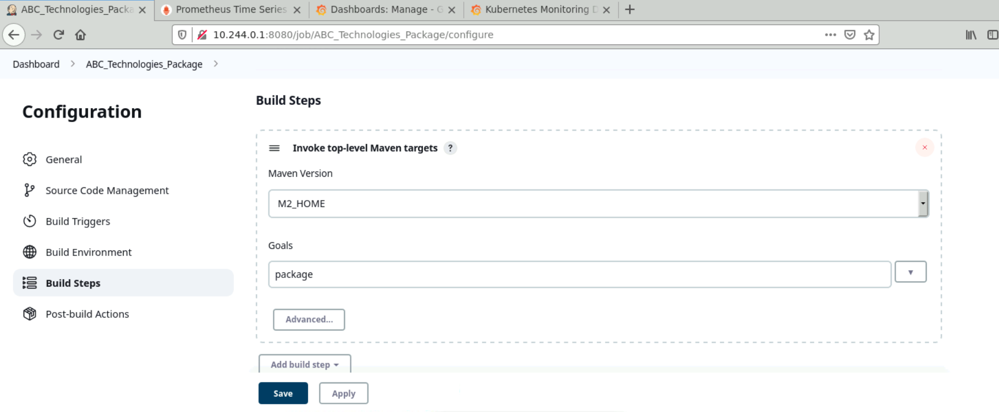 ABC_Technologies_Packa
Prometheus Time Series
Dashboards: Manage - G
Kubernetes Monitoring D
10.244.0.1:8080/job/ABC_Technologies_Package/configure
Dashboard > ABC_Technologies_Package >
Configuration
General
Source Code Management
Build Triggers
Build Environment
Build Steps
Post-build Actions
Build Steps
Invoke top-level Maven targets ?
Maven Version
M2_HOME
Goals
package
Advanced...
Add build step
Save
Apply